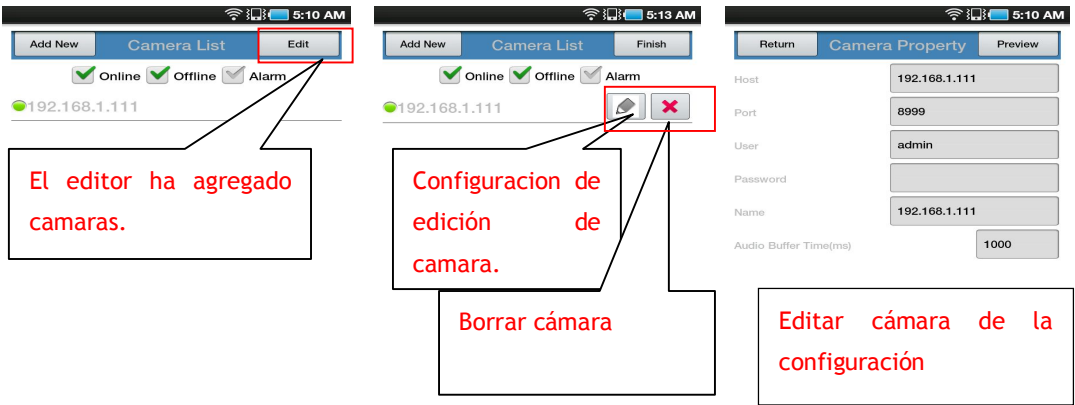 5:10 AM
Add New Camera List Edit
Online Offline Alarm
192.168.1.111
El editor ha agregado
camaras.
5:13 AM
Add New Camera List Finish
Online Offline Alarm
192.168.1.111
Configuracion de
edición de
camara.
Borrar cámara
5:10 AM
Return Camera Property Preview
Host 192.168.1.111
Port 8999
User admin
Password
Name 192.168.1.111
Audio Buffer Time(ms) 1000
Editar cámara de la
configuración